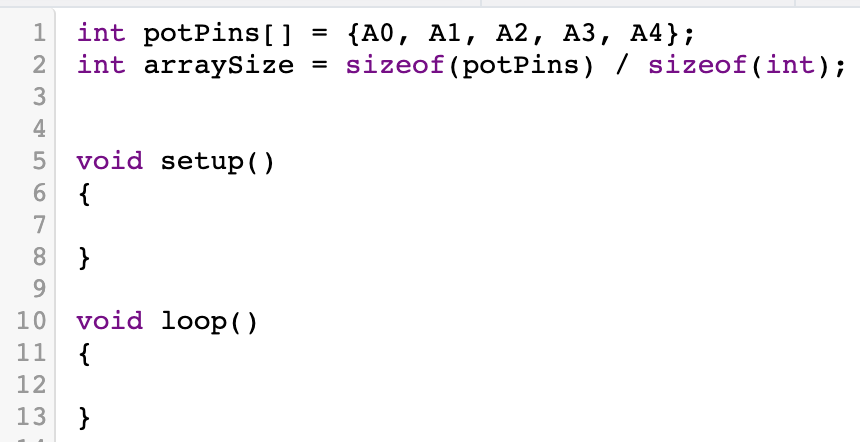 1 int potPins[] = {A0, A1, A2, A3, A4};
2 int arraySize = sizeof(potPins) / sizeof(int);
3
4
5 void setup()
6 {
7
8 }
9
10 void loop()
11 {
12
13 }